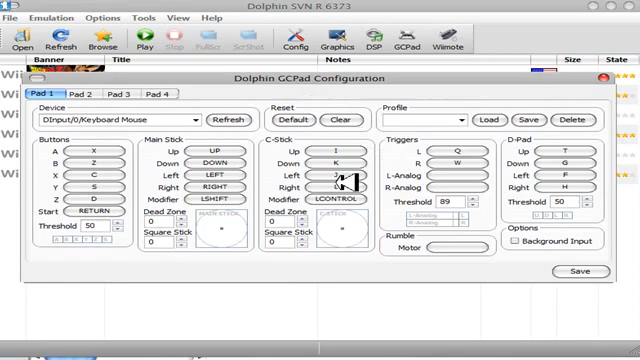 Dolphin SVN R 6373
File Emulation Options Tools View Help
Open Refresh Browse Play Stop FullScr ScrShot Config Graphics DSP GCPad Wiimote
Banner Title Notes Size State
Dolphin GCPad Configuration
Pad 1 Pad 2 Pad 3 Pad 4
Device Reset Profile
DInput/0/Keyboard Mouse Refresh Default Clear Load Save Delete
Buttons Main Stick C-Stick Triggers D-Pad
A X Up UP Up I L Q Up T
B Z Down DOWN Down K R W Down G
X C Left LEFT Left L-Analog Left F
Y S Right RIGHT Right R-Analog Right H
Z D Modifier LSHIFT Modifier LCONTROL Threshold 89 Threshold 50
Start RETURN Dead Zone MAIN STICK Dead Zone C-STICK L-Analog L U D L R
Threshold 50 0 0 R-Analog R
A B X Y Z S Square Stick Square Stick Rumble Options
0 0 Motor Background Input
Save